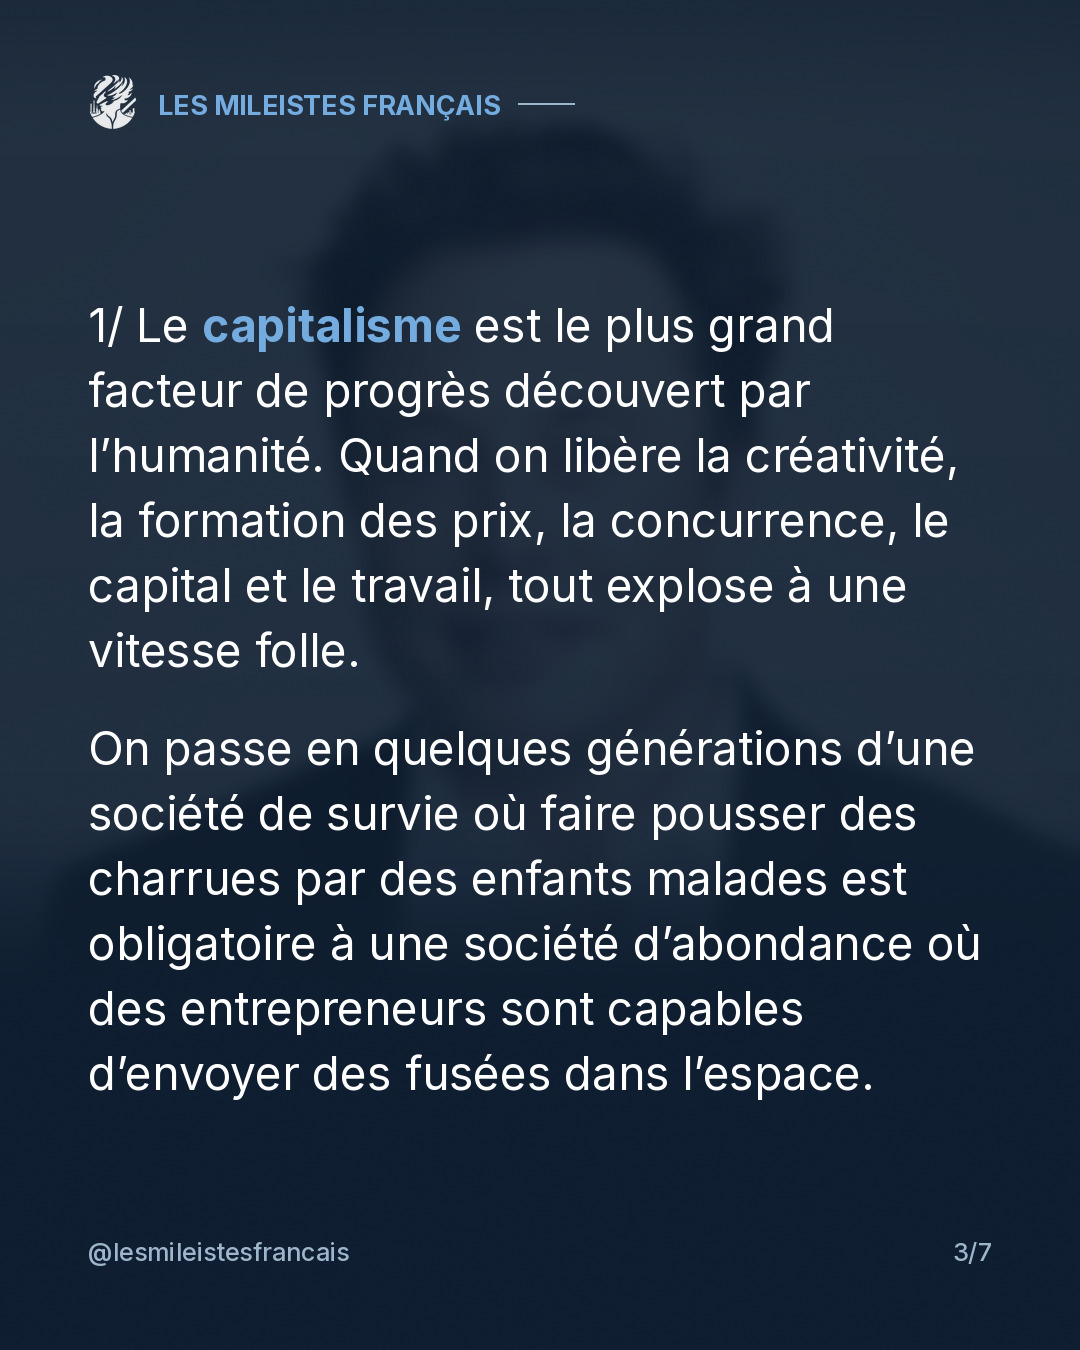 LES MILEISTES FRANÇAIS
1/ Le capitalisme est le plus grand
facteur de progrès découvert par
l’humanité. Quand on libère la créativité,
la formation des prix, la concurrence, le
capital et le travail, tout explose à une
vitesse folle.
On passe en quelques générations d’une
société de survie où faire pousser des
charrues par des enfants malades est
obligatoire à une société d’abondance où
des entrepreneurs sont capables
d’envoyer des fusées dans l’espace.
@lesmileistesfrancais
3/7